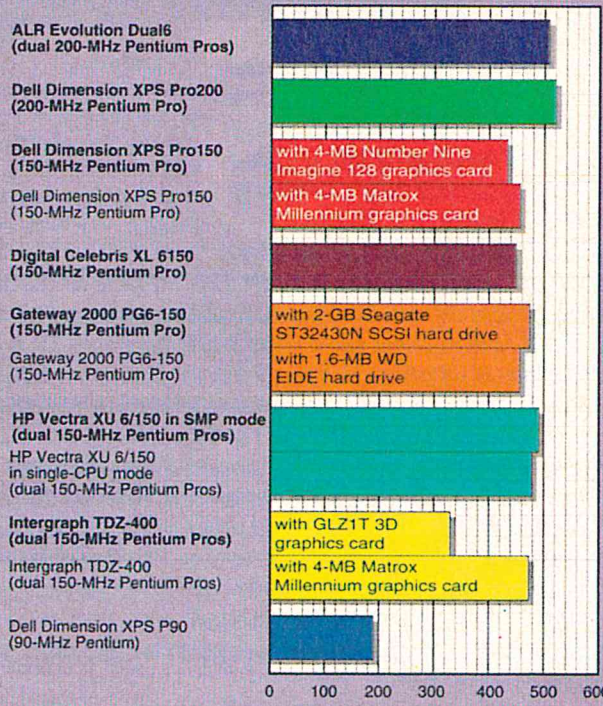 ALR Evolution Dual6
(dual 200-MHz Pentium Pros)
Dell Dimension XPS Pro200
(200-MHz Pentium Pro)
Dell Dimension XPS Pro150
(150-MHz Pentium Pro)
with 4-MB Number Nine
Imagine 128 graphics card
Dell Dimension XPS Pro150
(150-MHz Pentium Pro)
with 4-MB Matrox
Millennium graphics card
Digital Celebris XL 6150
(150-MHz Pentium Pro)
Gateway 2000 PG6-150
(150-MHz Pentium Pro)
with 2-GB Seagate
ST32430N SCSI hard drive
Gateway 2000 PG6-150
(150-MHz Pentium Pro)
with 1.6-MB WD
EIDE hard drive
HP Vectra XU 6/150 in SMP mode
(dual 150-MHz Pentium Pros)
HP Vectra XU 6/150
in single-CPU mode
(dual 150-MHz Pentium Pros)
Intergraph TDZ-400
(dual 150-MHz Pentium Pros)
with GLZ1T 3D
graphics card
Intergraph TDZ-400
(dual 150-MHz Pentium Pros)
with 4-MB Matrox
Millennium graphics card
Dell Dimension XPS P90
(90-MHz Pentium)
0 100 200 300 400 500 600